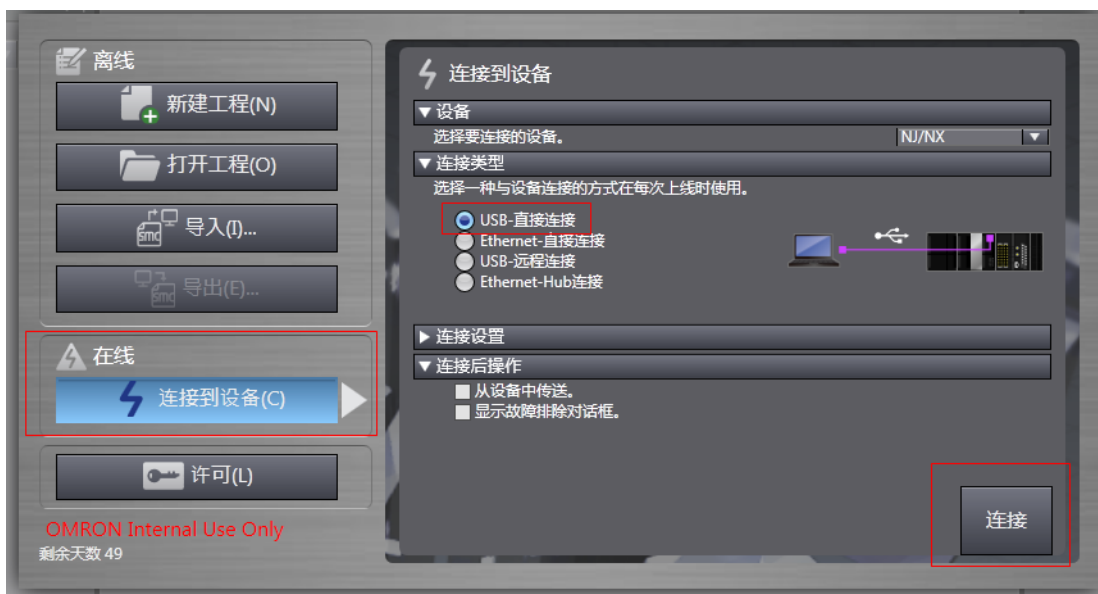 离线
新建工程(N)
打开工程(O)
smc 导入(I)...
smc 导出(E)...
在线
连接到设备(C)
许可(L)
OMRON Internal Use Only
剩余天数 49
连接到设备
▼设备
选择要连接的设备。 NJ/NX ▼
▼连接类型
选择一种与设备连接的方式在每次上线时使用。
USB-直接连接
Ethernet-直接连接
USB-远程连接
Ethernet-Hub连接
▶连接设置
▼连接后操作
从设备中传送。
显示故障排除对话框。
连接